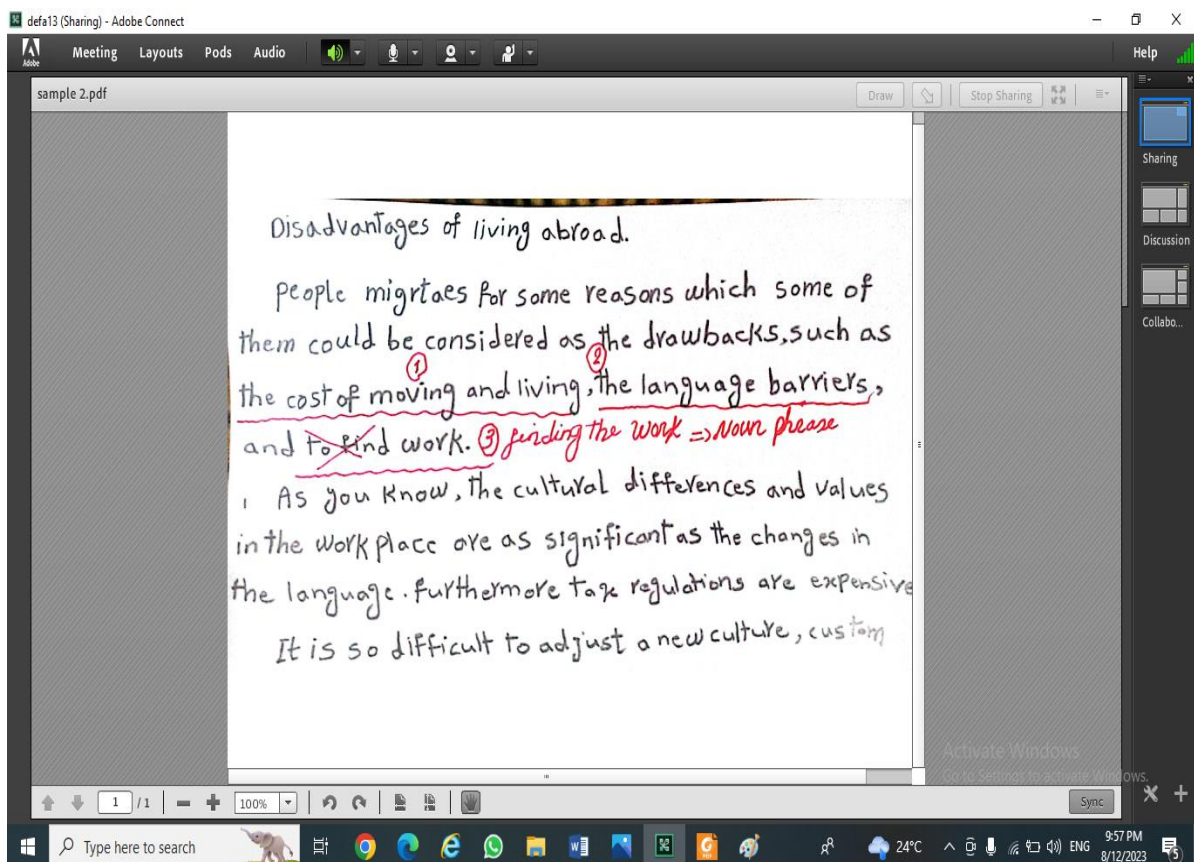 defa13 (Sharing) - Adobe Connect
Adobe
Meeting Layouts Pods Audio Help
sample 2.pdf
Draw Stop Sharing
Sharing
Discussion
Collabo...
Disadvantages of living abroad.
people migrtaes for some reasons which some of
them could be considered as the drawbacks, such as
① ②
the cost of moving and living, the language barriers,
and to find work. ③ finding the work => Noun phrease
As you know, the cultural differences and values
in the work place are as significant as the changes in
the language. furthermore tax regulations are expensive
It is so difficult to adjust a new culture, custom
Activate Windows
Go to Settings to activate Windows.
1 / 1 100% Sync
Type here to search 24°C ENG 9:57 PM
8/12/2023 5